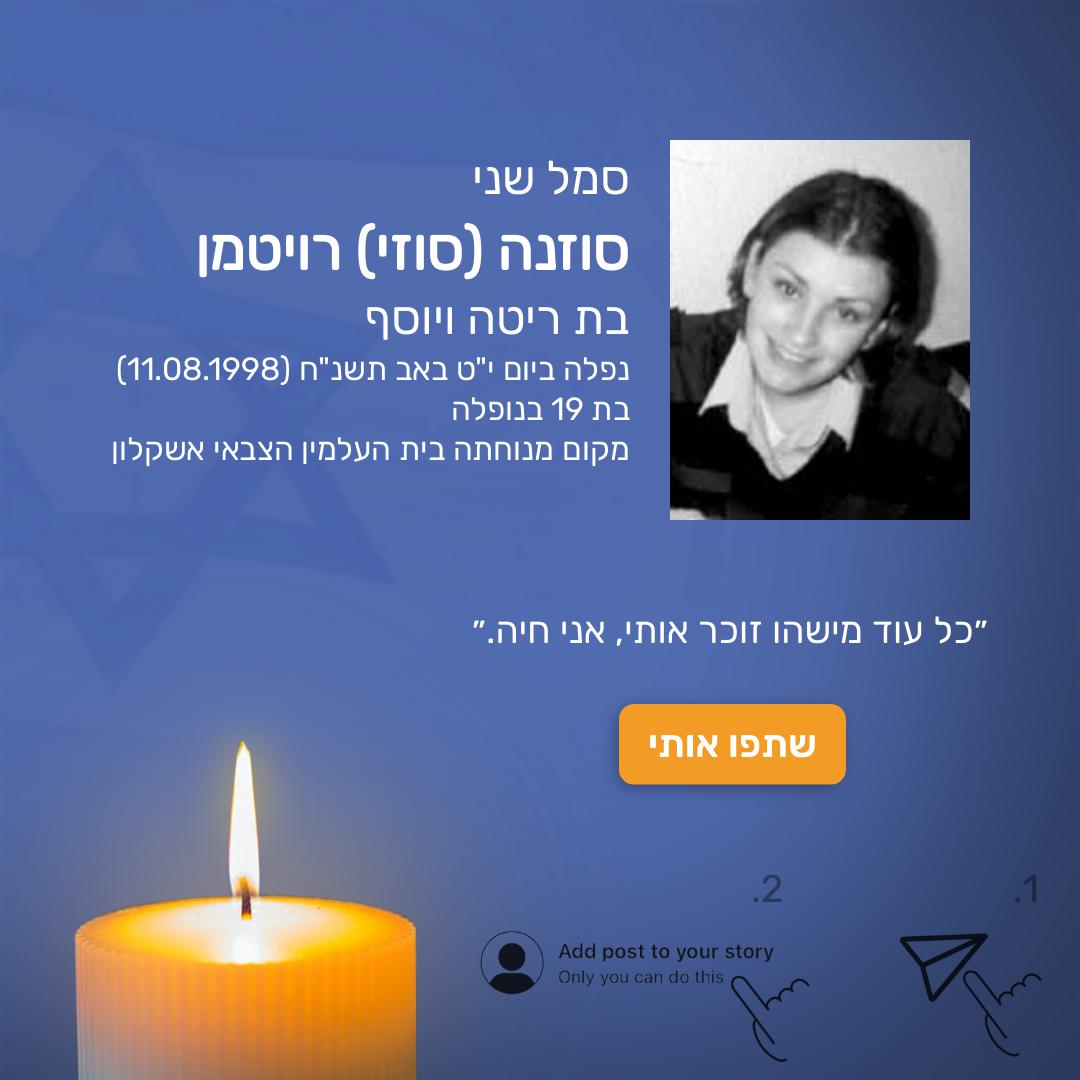 סמל שני
סוזנה (סוזי) רויטמן
בת ריטה ויוסף
נפלה ביום י"ט באב תשנ"ח (11.08.1998)
בת 19 בנופלה
מקום מנוחתה בית העלמין הצבאי אשקלון
״כל עוד מישהו זוכר אותי, אני חיה.״
שתפו אותי
.1
.2
Add post to your story
Only you can do this